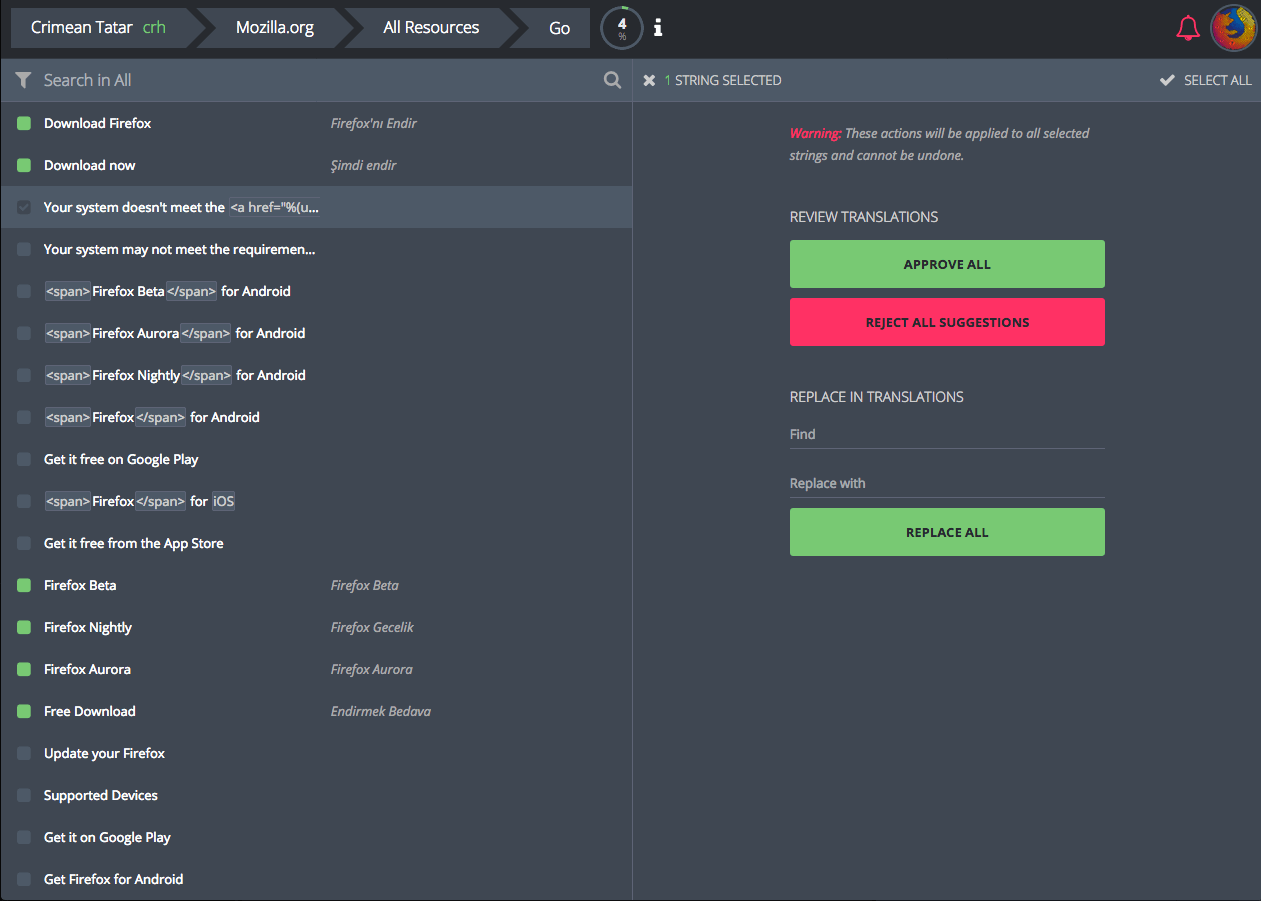 Crimean Tatar crh Mozilla.org All Resources Go 4 %
Search in All
1 STRING SELECTED SELECT ALL
Download Firefox Firefox'nı Endir
Download now Şimdi endir
Your system doesn't meet the <a href="%(u...
Your system may not meet the requiremen...
<span>Firefox Beta</span> for Android
<span>Firefox Aurora</span> for Android
<span>Firefox Nightly</span> for Android
<span>Firefox</span> for Android
Get it free on Google Play
<span>Firefox</span> for iOS
Get it free from the App Store
Firefox Beta Firefox Beta
Firefox Nightly Firefox Gecelik
Firefox Aurora Firefox Aurora
Free Download Endirmek Bedava
Update your Firefox
Supported Devices
Get it on Google Play
Get Firefox for Android
Warning: These actions will be applied to all selected
strings and cannot be undone.
REVIEW TRANSLATIONS
APPROVE ALL
REJECT ALL SUGGESTIONS
REPLACE IN TRANSLATIONS
Find
Replace with
REPLACE ALL